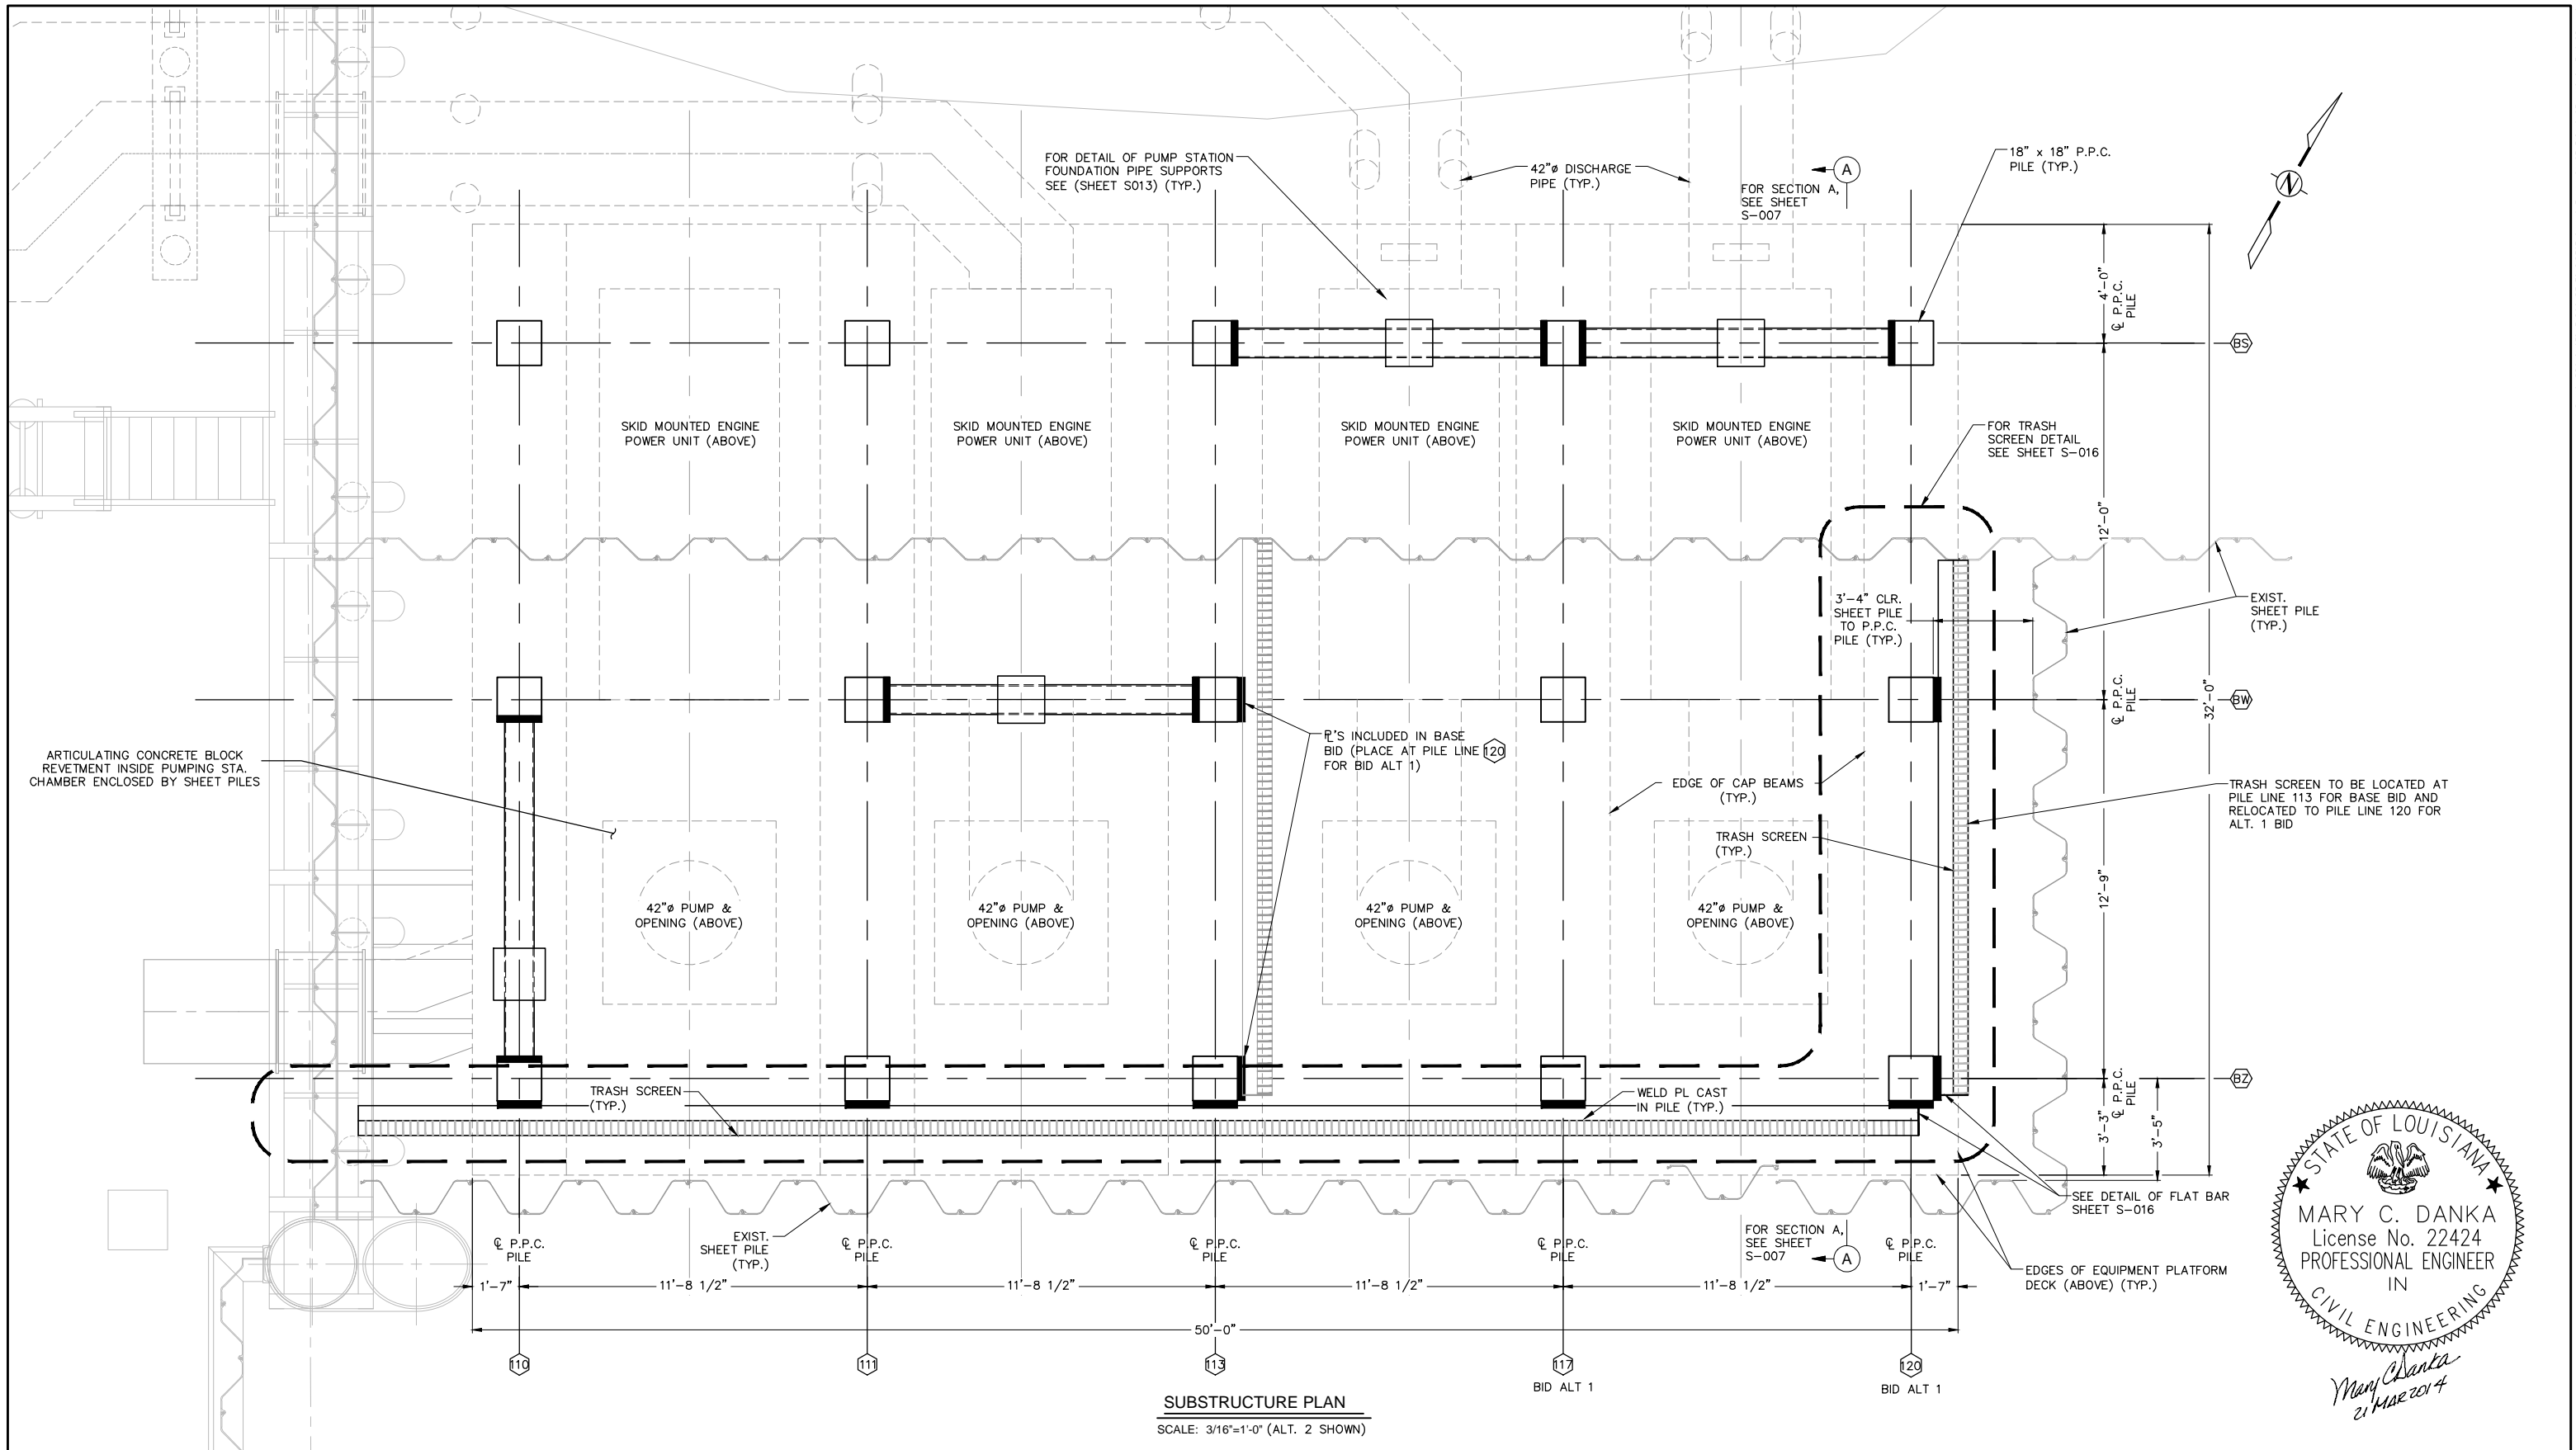 FOR DETAIL OF PUMP STATION
FOUNDATION PIPE SUPPORTS
SEE (SHEET S013) (TYP.)
42"ø DISCHARGE
PIPE (TYP.)
A
FOR SECTION A,
SEE SHEET
S-007
18" x 18" P.P.C.
PILE (TYP.)
N
4'-0"
℄ P.P.C.
PILE
BS
SKID MOUNTED ENGINE
POWER UNIT (ABOVE)
SKID MOUNTED ENGINE
POWER UNIT (ABOVE)
SKID MOUNTED ENGINE
POWER UNIT (ABOVE)
SKID MOUNTED ENGINE
POWER UNIT (ABOVE)
FOR TRASH
SCREEN DETAIL
SEE SHEET S-016
12'-0"
3'-4" CLR.
SHEET PILE
TO P.P.C.
PILE (TYP.)
EXIST.
SHEET PILE
(TYP.)
℄ P.P.C.
PILE
32'-0"
BW
ARTICULATING CONCRETE BLOCK
REVETMENT INSIDE PUMPING STA.
CHAMBER ENCLOSED BY SHEET PILES
PL'S INCLUDED IN BASE
BID (PLACE AT PILE LINE 120
FOR BID ALT 1)
EDGE OF CAP BEAMS
(TYP.)
TRASH SCREEN TO BE LOCATED AT
PILE LINE 113 FOR BASE BID AND
RELOCATED TO PILE LINE 120 FOR
ALT. 1 BID
TRASH SCREEN
(TYP.)
12'-9"
42"ø PUMP &
OPENING (ABOVE)
42"ø PUMP &
OPENING (ABOVE)
42"ø PUMP &
OPENING (ABOVE)
42"ø PUMP &
OPENING (ABOVE)
BZ
℄ P.P.C.
PILE
3'-3"
3'-5"
TRASH SCREEN
(TYP.)
WELD PL CAST
IN PILE (TYP.)
SEE DETAIL OF FLAT BAR
SHEET S-016
EXIST.
SHEET PILE
(TYP.)
FOR SECTION A,
SEE SHEET
S-007
A
℄ P.P.C.
PILE
℄ P.P.C.
PILE
℄ P.P.C.
PILE
℄ P.P.C.
PILE
℄ P.P.C.
PILE
EDGES OF EQUIPMENT PLATFORM
DECK (ABOVE) (TYP.)
1'-7" 11'-8 1/2" 11'-8 1/2" 11'-8 1/2" 11'-8 1/2" 1'-7"
50'-0"
110 111 113 117 120
BID ALT 1 BID ALT 1
SUBSTRUCTURE PLAN
SCALE: 3/16"=1'-0" (ALT. 2 SHOWN)
STATE OF LOUISIANA
MARY C. DANKA
License No. 22424
PROFESSIONAL ENGINEER
IN
CIVIL ENGINEERING
Mary C Danka
21 MAR 2014